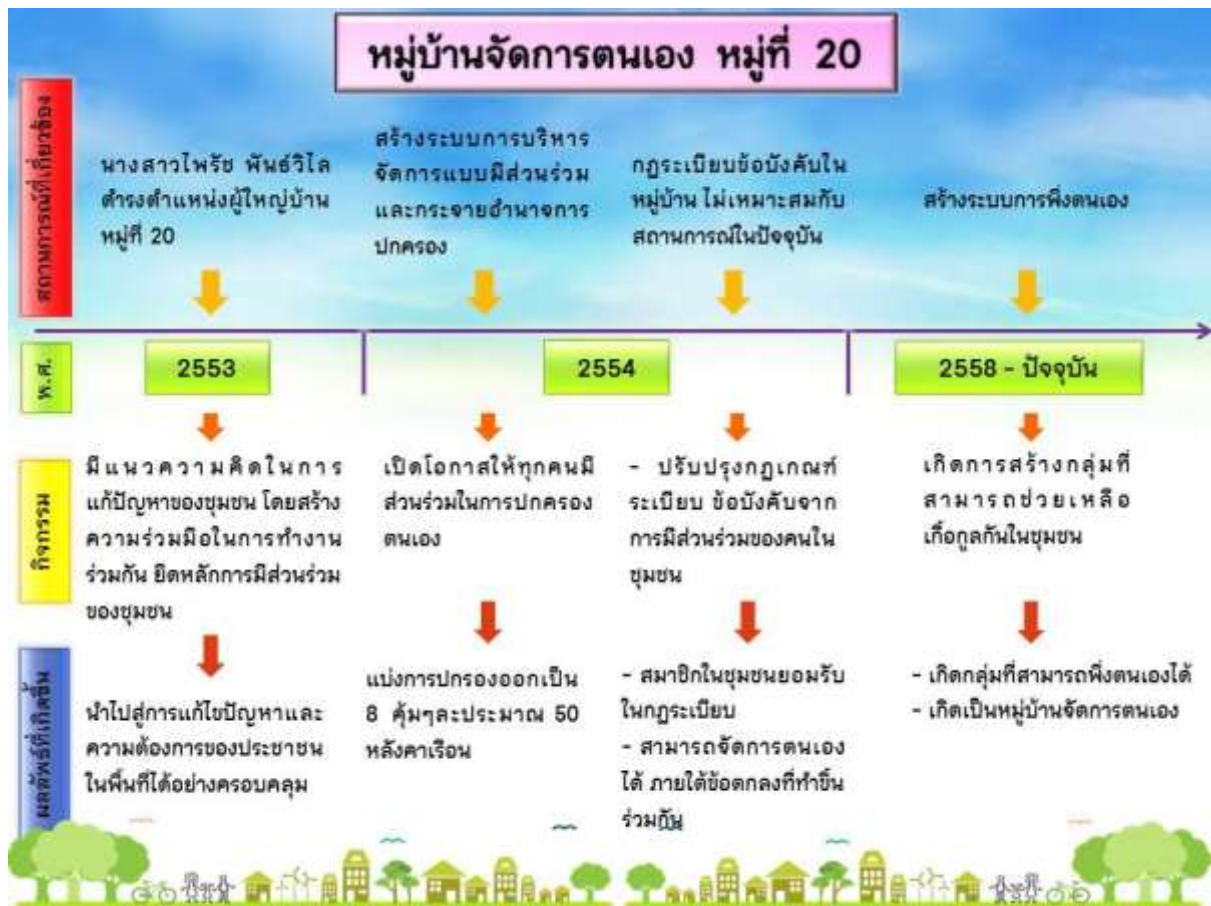 หมู่บ้านจัดการตนเอง หมู่ที่ 20
สถานการณ์ที่เกี่ยวข้อง
นางสาวไพรัช พันธ์วิไล
ดำรงตำแหน่งผู้ใหญ่บ้าน
หมู่ที่ 20
สร้างระบบการบริหาร
จัดการแบบมีส่วนร่วม
และกระจายอำนาจการ
ปกครอง
กฎระเบียบข้อบังคับใน
หมู่บ้าน ไม่เหมาะสมกับ
สถานการณ์ในปัจจุบัน
สร้างระบบการพึ่งตนเอง
พ.ศ.
2553
2554
2558 - ปัจจุบัน
กิจกรรม
มีแนวความคิดในการ
แก้ปัญหาของชุมชน โดยสร้าง
ความร่วมมือในการทำงาน
ร่วมกัน ยึดหลักการมีส่วนร่วม
ของชุมชน
เปิดโอกาสให้ทุกคนมี
ส่วนร่วมในการปกครอง
ตนเอง
- ปรับปรุงกฎเกณฑ์
ระเบียบ ข้อบังคับจาก
การมีส่วนร่วมของคนใน
ชุมชน
เกิดการสร้างกลุ่มที่
สามารถช่วยเหลือ
เกื้อกูลกันในชุมชน
ผลลัพธ์ที่เกิดขึ้น
นำไปสู่การแก้ไขปัญหาและ
ความต้องการของประชาชน
ในพื้นที่ได้อย่างครอบคลุม
แบ่งการปกรองออกเป็น
8 คุ้มๆละประมาณ 50
หลังคาเรือน
- สมาชิกในชุมชนยอมรับ
ในกฎระเบียบ
- สามารถจัดการตนเอง
ได้ ภายใต้ข้อตกลงที่ทำขึ้น
ร่วมกัน
- เกิดกลุ่มที่สามารถพึ่งตนเองได้
- เกิดเป็นหมู่บ้านจัดการตนเอง